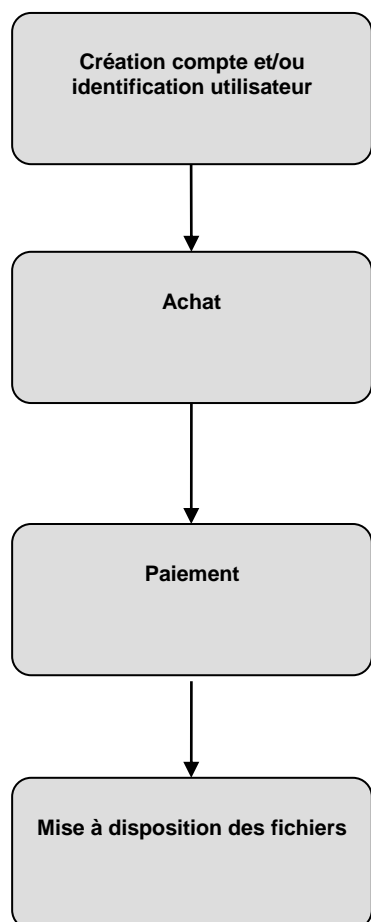 Création compte et/ou
identification utilisateur
Achat
Paiement
Mise à disposition des fichiers